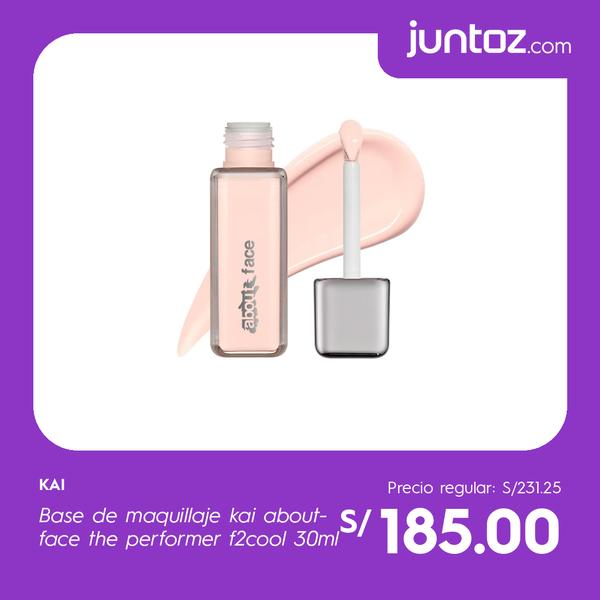 juntoz.com
about-face
KAI
Precio regular: S/231.25
Base de maquillaje kai about-
face the performer f2cool 30ml
S/185.00